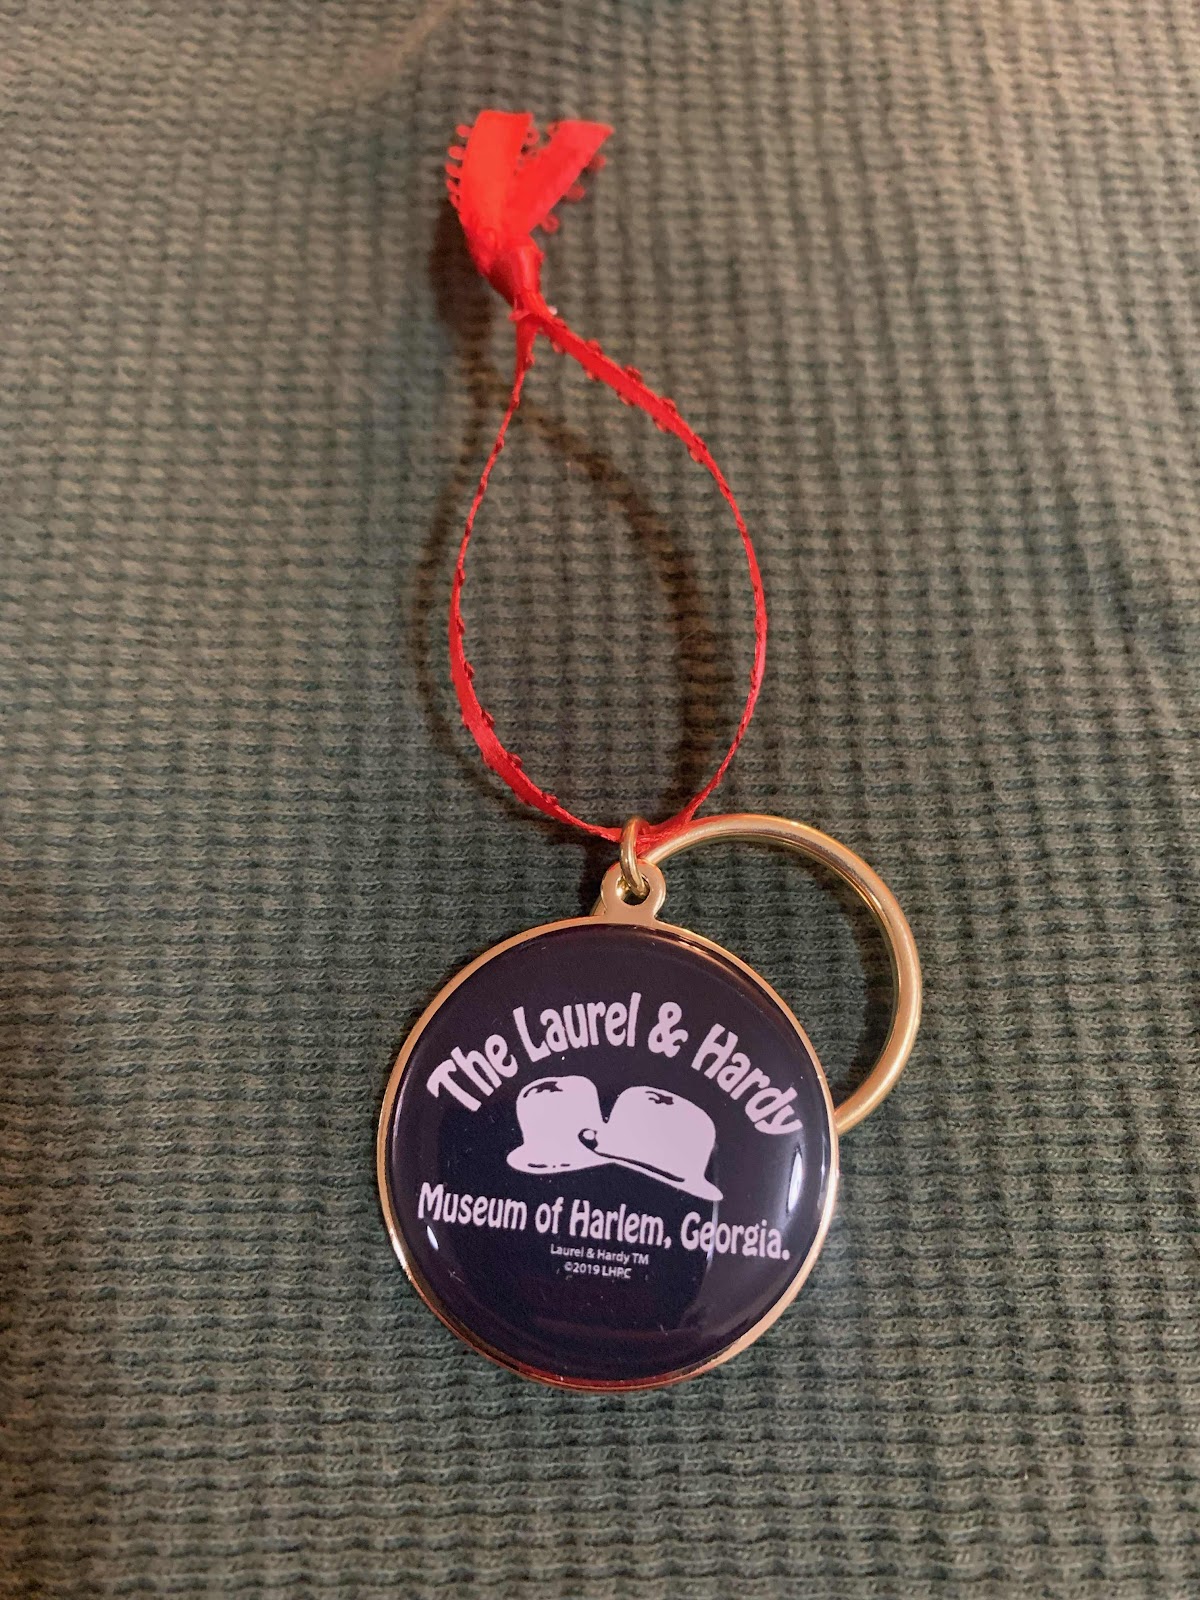 The Laurel & Hardy
Museum of Harlem, Georgia.
Laurel & Hardy TM
©2019 LHPC